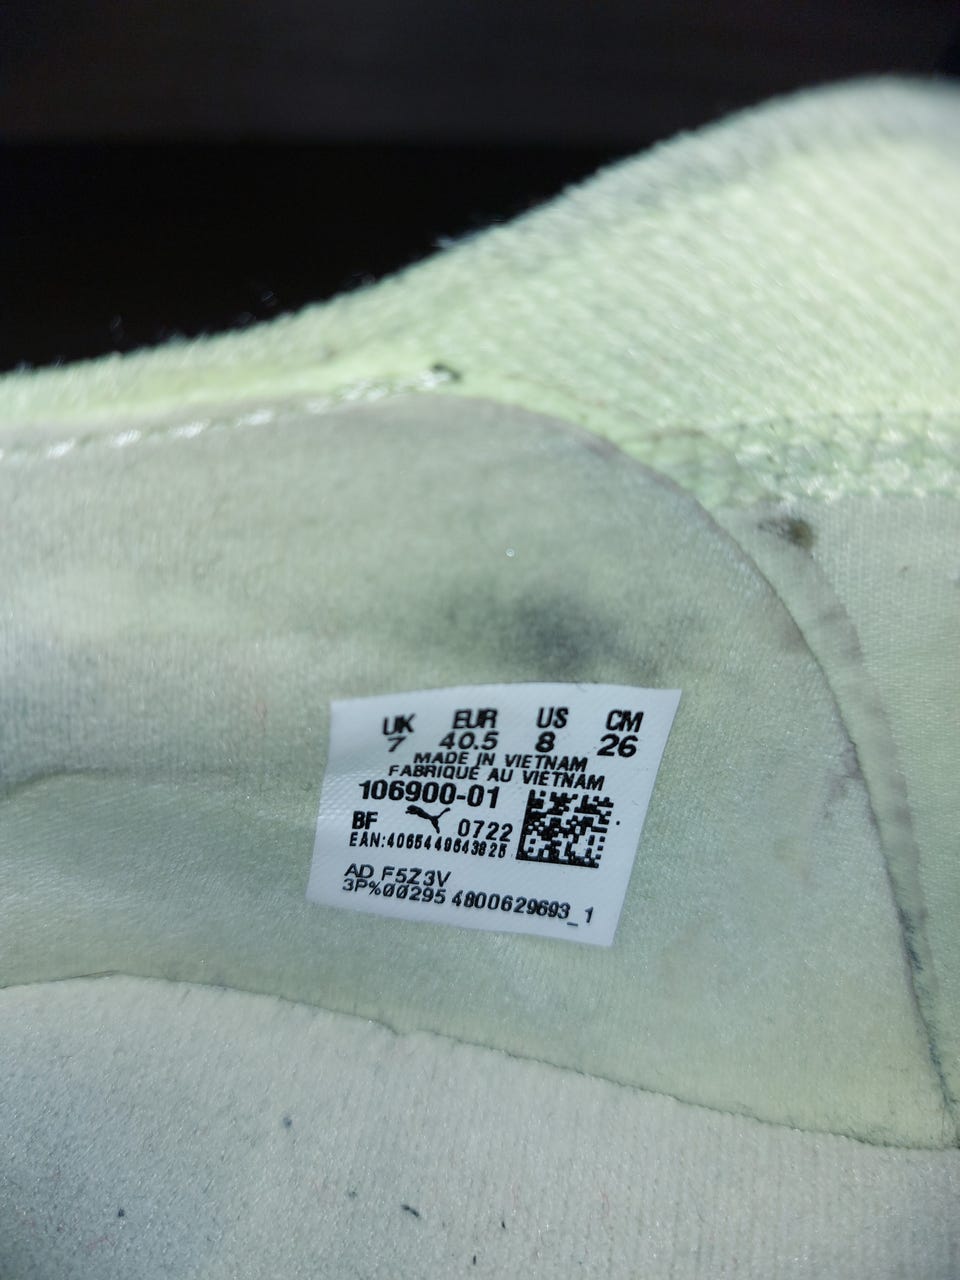 UK EUR US CM
7 40.5 8 26
MADE IN VIETNAM
FABRIQUÉ AU VIETNAM
106900-01
BF 0722
EAN:4065449643825
AD F5Z3V
3P%00295 4800629693_1